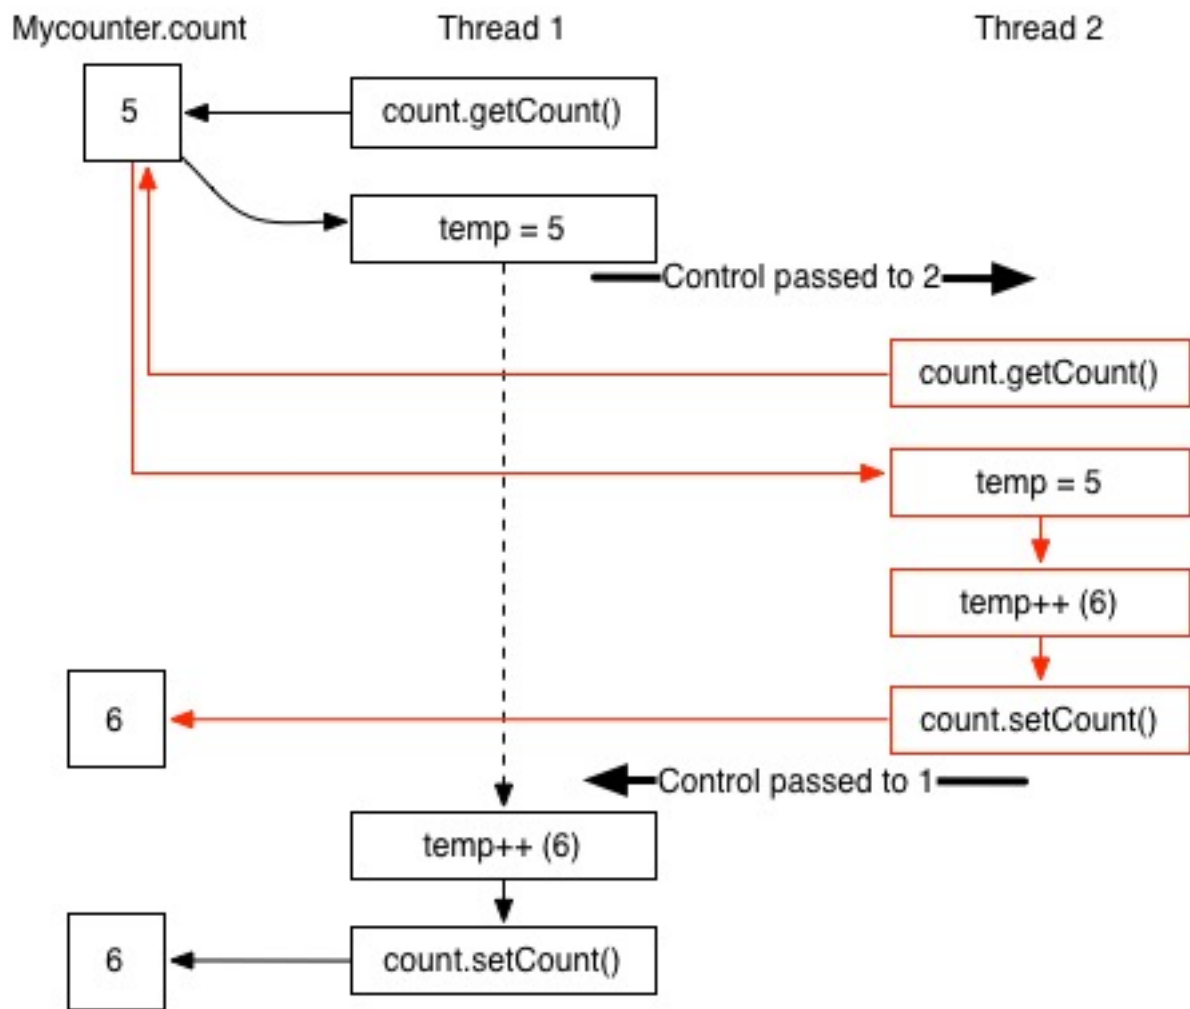 Mycounter.count
Thread 1
Thread 2
5
count.getCount()
temp = 5
Control passed to 2
count.getCount()
temp = 5
temp++ (6)
6
count.setCount()
Control passed to 1
temp++ (6)
6
count.setCount()